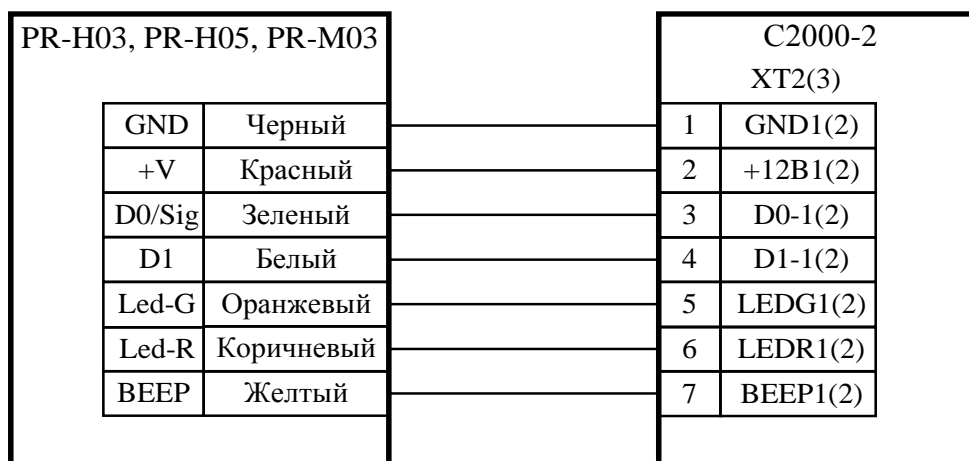 PR-H03, PR-H05, PR-M03
C2000-2
XT2(3)
GND Черный 1 GND1(2)
+V Красный 2 +12В1(2)
D0/Sig Зеленый 3 D0-1(2)
D1 Белый 4 D1-1(2)
Led-G Оранжевый 5 LEDG1(2)
Led-R Коричневый 6 LEDR1(2)
BEEP Желтый 7 BEEP1(2)